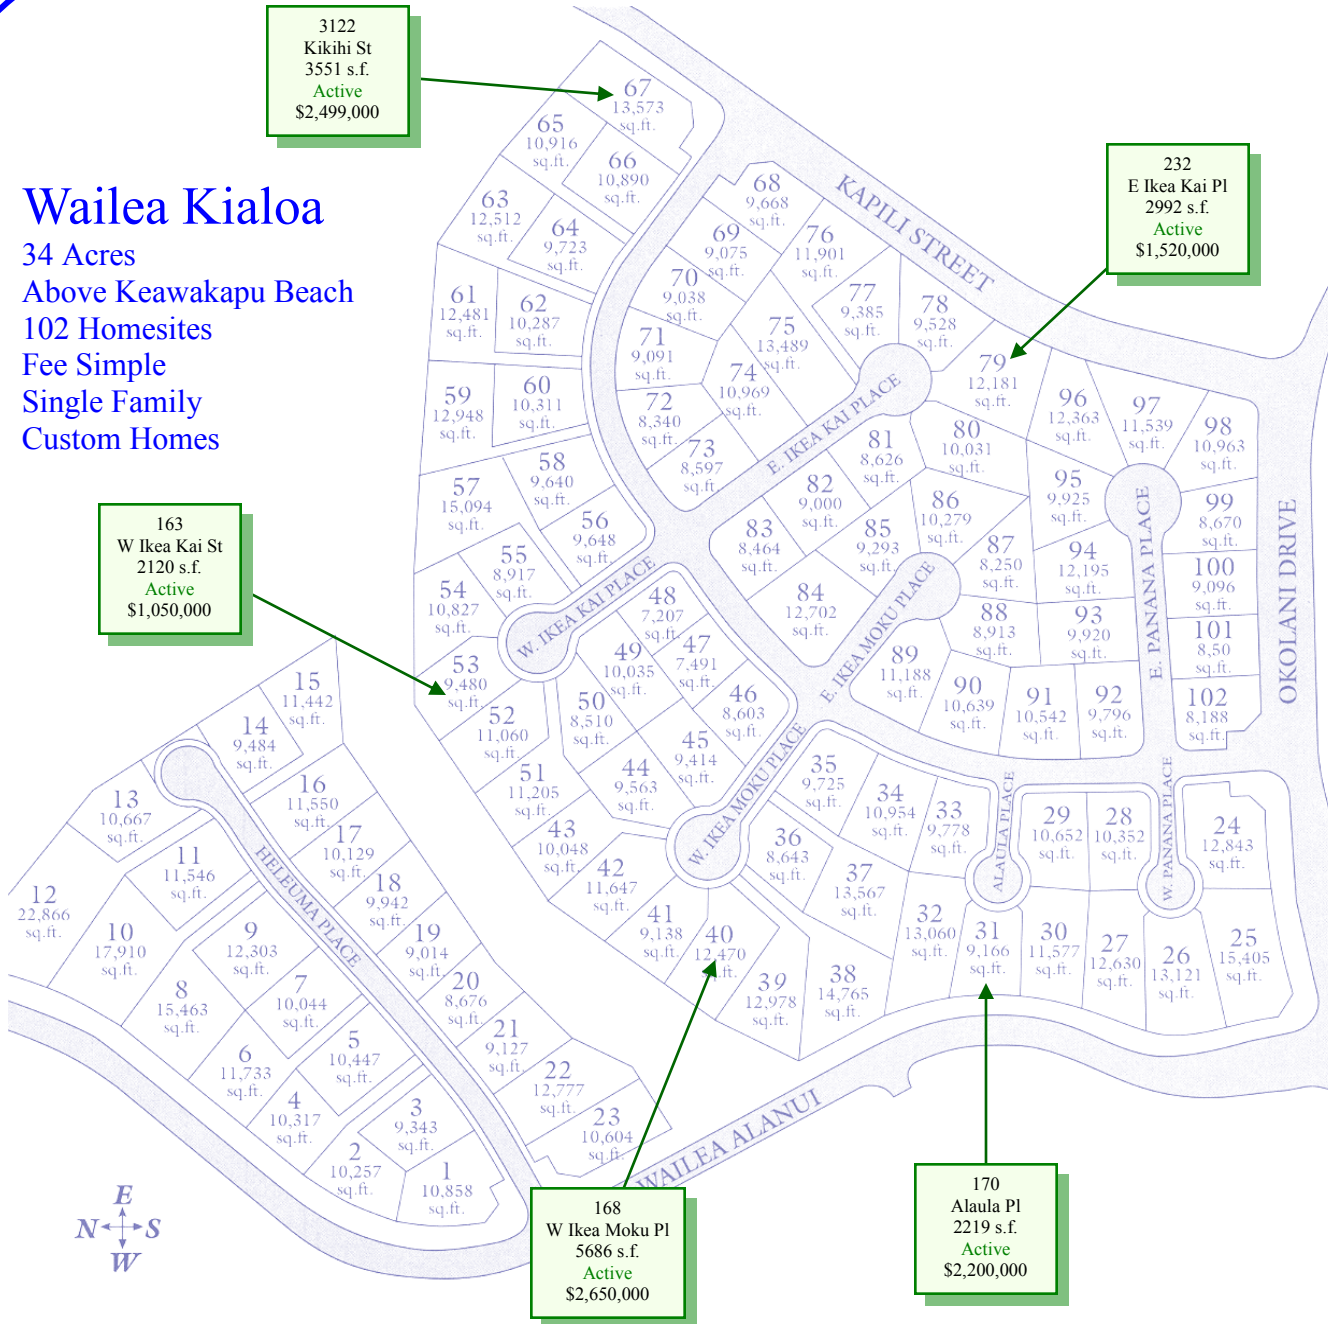 3122
Kikihi St
3551 s.f.
Active
$2,499,000
232
E Ikea Kai Pl
2992 s.f.
Active
$1,520,000
Wailea Kialoa
34 Acres
Above Keawakapu Beach
102 Homesites
Fee Simple
Single Family
Custom Homes
163
W Ikea Kai St
2120 s.f.
Active
$1,050,000
168
W Ikea Moku Pl
5686 s.f.
Active
$2,650,000
170
Alaula Pl
2219 s.f.
Active
$2,200,000
KAPILI STREET
OKOLANI DRIVE
E. IKEA KAI PLACE
W. IKEA KAI PLACE
E. IKEA MOKU PLACE
W. IKEA MOKU PLACE
E. PANANA PLACE
W. PANANA PLACE
ALAULA PLACE
HELEUMA PLACE
WAILEA ALANUI
67
13,573
sq.ft.
65
10,916
sq.ft.
66
10,890
sq.ft.
63
12,512
sq.ft.
64
9,723
sq.ft.
61
12,481
sq.ft.
62
10,287
sq.ft.
59
12,948
sq.ft.
60
10,311
sq.ft.
57
15,094
sq.ft.
58
9,640
sq.ft.
56
9,648
sq.ft.
55
8,917
sq.ft.
54
10,827
sq.ft.
53
9,480
sq.ft.
52
11,060
sq.ft.
51
11,205
sq.ft.
50
8,510
sq.ft.
49
10,035
sq.ft.
48
7,207
sq.ft.
47
7,491
sq.ft.
46
8,603
sq.ft.
45
9,414
sq.ft.
44
9,563
sq.ft.
43
10,048
sq.ft.
42
11,647
sq.ft.
41
9,138
sq.ft.
40
12,470
sq.ft.
39
12,978
sq.ft.
38
14,765
sq.ft.
37
13,567
sq.ft.
36
8,643
sq.ft.
35
9,725
sq.ft.
34
10,954
sq.ft.
33
9,778
sq.ft.
32
13,060
sq.ft.
31
9,166
sq.ft.
30
11,577
sq.ft.
29
10,652
sq.ft.
28
10,352
sq.ft.
27
12,630
sq.ft.
26
13,121
sq.ft.
25
15,405
sq.ft.
24
12,843
sq.ft.
68
9,668
sq.ft.
69
9,075
sq.ft.
70
9,038
sq.ft.
71
9,091
sq.ft.
72
8,340
sq.ft.
73
8,597
sq.ft.
74
10,969
sq.ft.
75
13,489
sq.ft.
76
11,901
sq.ft.
77
9,385
sq.ft.
78
9,528
sq.ft.
79
12,181
sq.ft.
80
10,031
sq.ft.
81
8,626
sq.ft.
82
9,000
sq.ft.
83
8,464
sq.ft.
84
12,702
sq.ft.
85
9,293
sq.ft.
86
10,279
sq.ft.
87
8,250
sq.ft.
88
8,913
sq.ft.
89
11,188
sq.ft.
90
10,639
sq.ft.
91
10,542
sq.ft.
92
9,796
sq.ft.
93
9,920
sq.ft.
94
12,195
sq.ft.
95
9,925
sq.ft.
96
12,363
sq.ft.
97
11,539
sq.ft.
98
10,963
sq.ft.
99
8,670
sq.ft.
100
9,096
sq.ft.
101
8,50
sq.ft.
102
8,188
sq.ft.
15
11,442
sq.ft.
14
9,484
sq.ft.
13
10,667
sq.ft.
12
22,866
sq.ft.
11
11,546
sq.ft.
10
17,910
sq.ft.
9
12,303
sq.ft.
8
15,463
sq.ft.
7
10,044
sq.ft.
6
11,733
sq.ft.
5
10,447
sq.ft.
4
10,317
sq.ft.
3
9,343
sq.ft.
2
10,257
sq.ft.
1
10,858
sq.ft.
16
11,550
sq.ft.
17
10,129
sq.ft.
18
9,942
sq.ft.
19
9,014
sq.ft.
20
8,676
sq.ft.
21
9,127
sq.ft.
22
12,777
sq.ft.
23
10,604
sq.ft.
E
N S
W